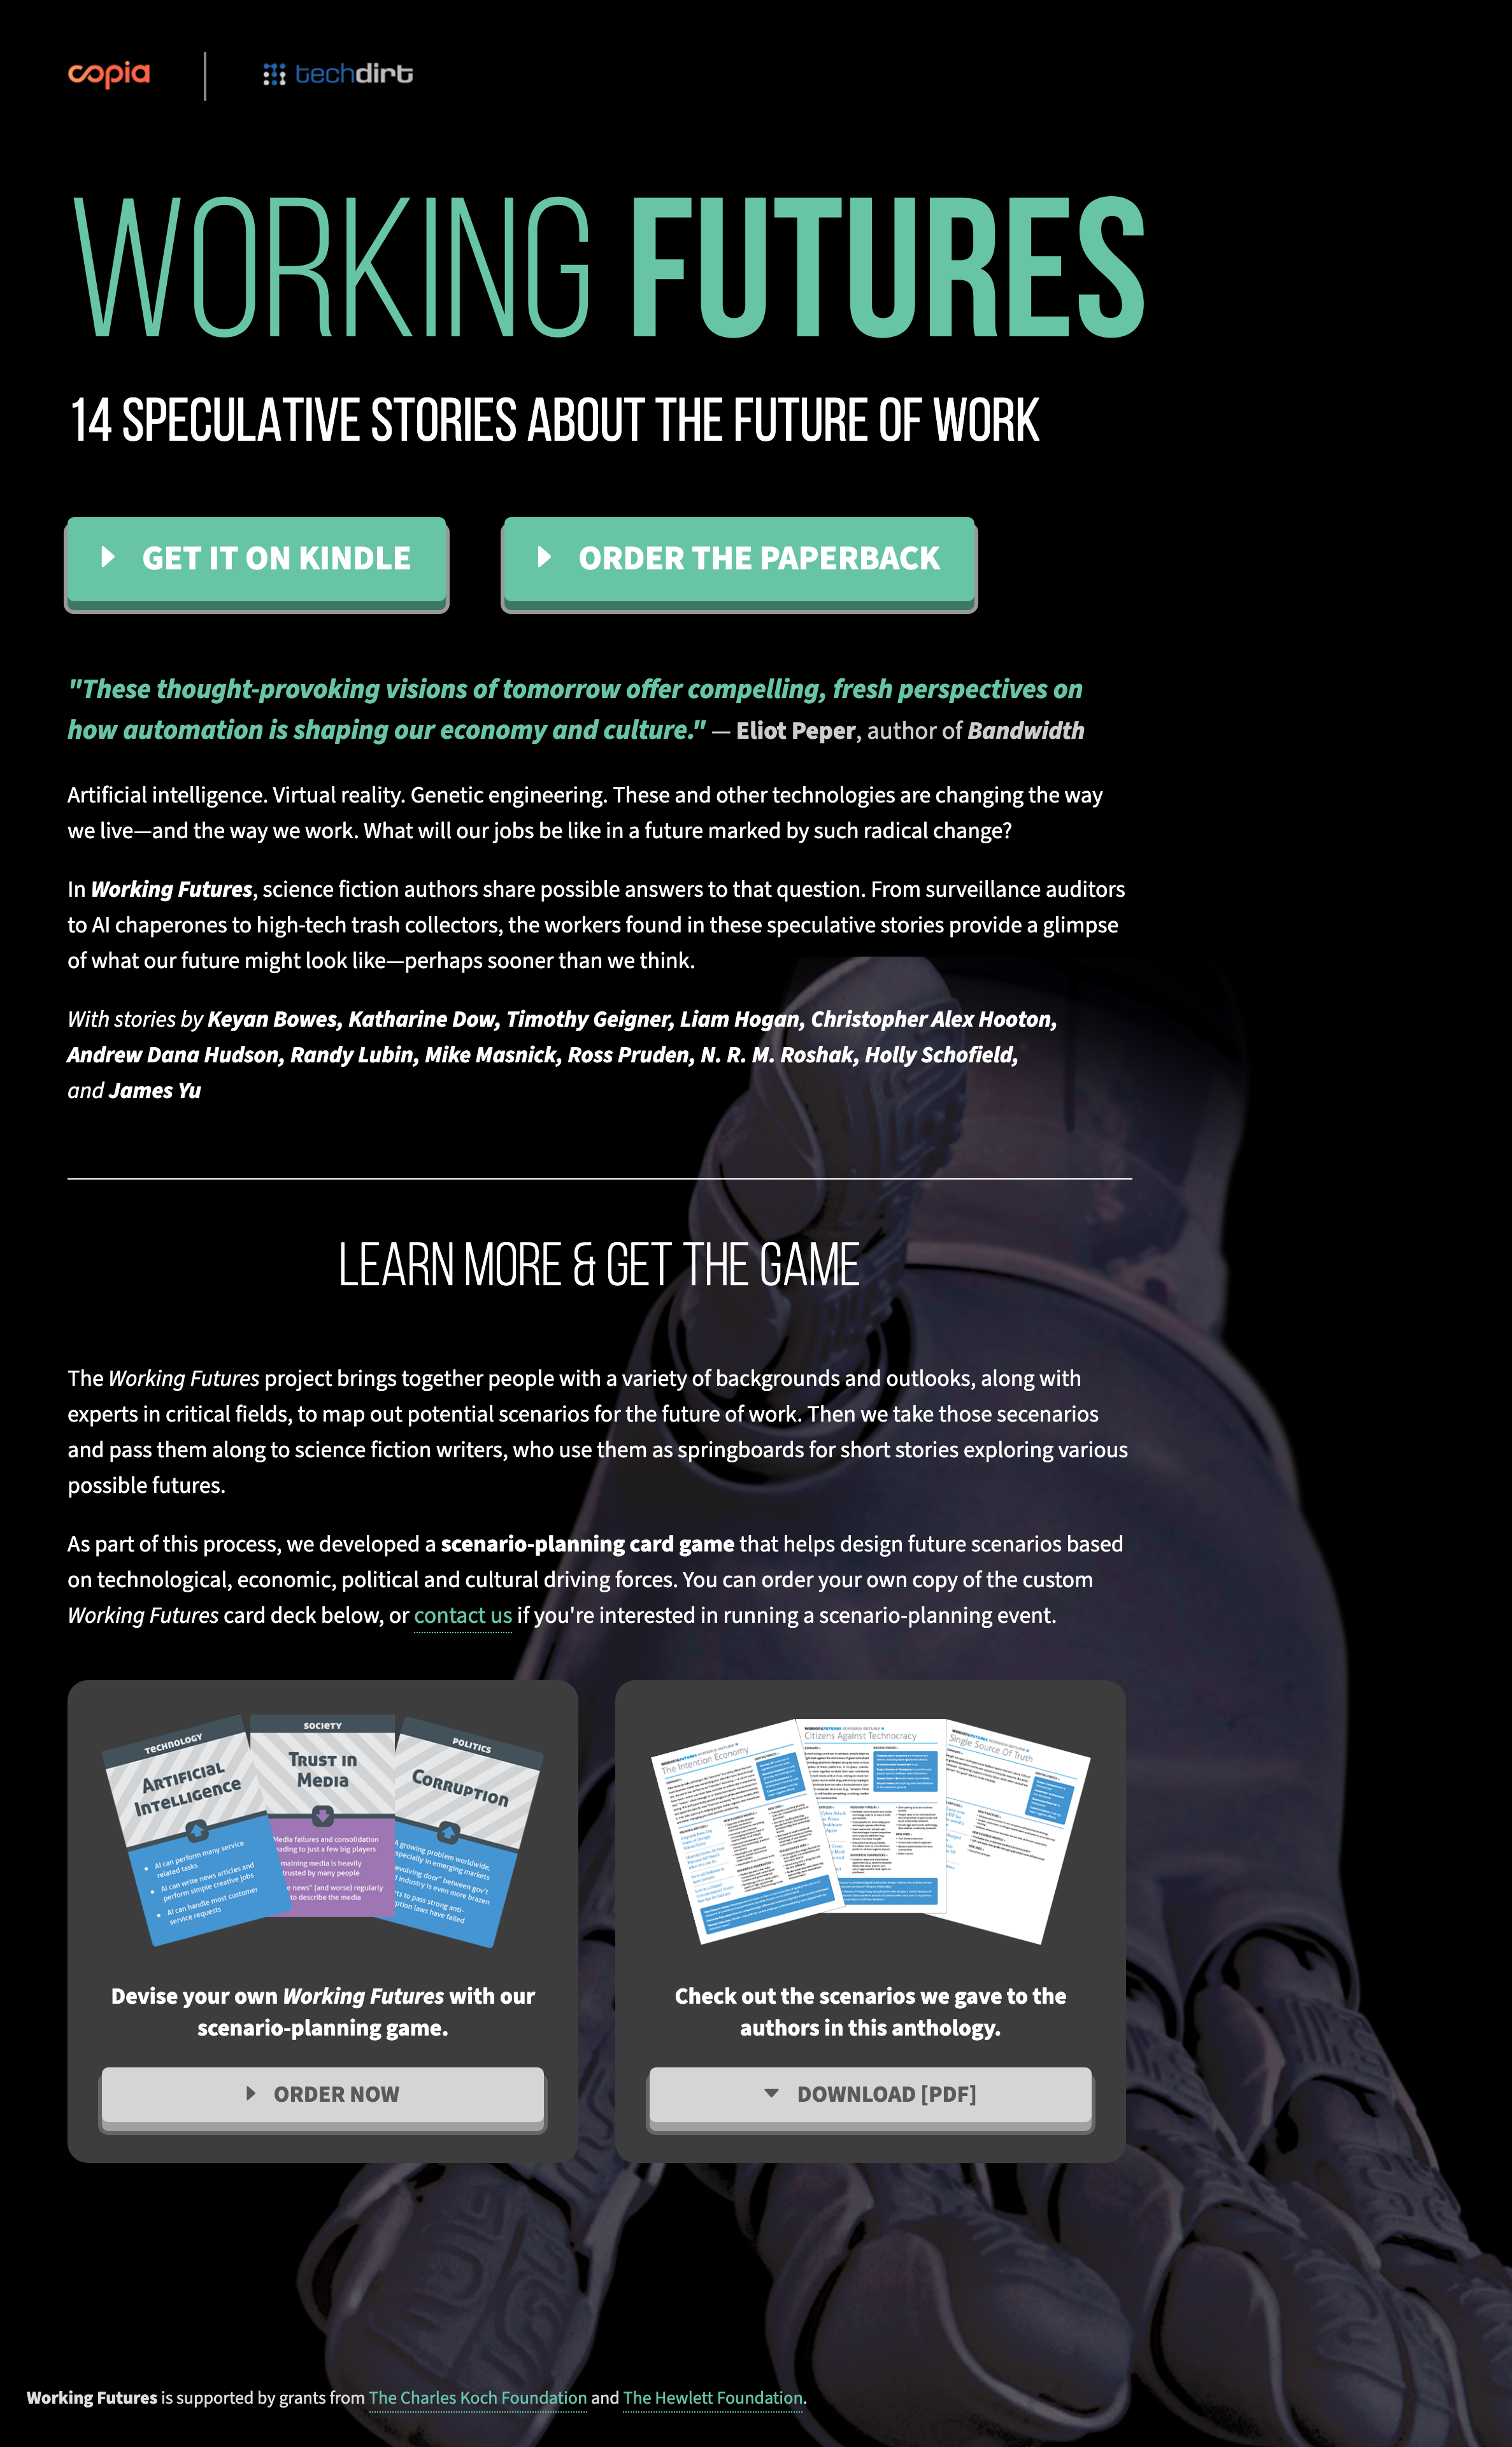 copia
techdirt
WORKING FUTURES
14 SPECULATIVE STORIES ABOUT THE FUTURE OF WORK
GET IT ON KINDLE
ORDER THE PAPERBACK
"These thought-provoking visions of tomorrow offer compelling, fresh perspectives on
how automation is shaping our economy and culture." — Eliot Peper, author of Bandwidth
Artificial intelligence. Virtual reality. Genetic engineering. These and other technologies are changing the way
we live—and the way we work. What will our jobs be like in a future marked by such radical change?
In Working Futures, science fiction authors share possible answers to that question. From surveillance auditors
to AI chaperones to high-tech trash collectors, the workers found in these speculative stories provide a glimpse
of what our future might look like—perhaps sooner than we think.
With stories by Keyan Bowes, Katharine Dow, Timothy Geigner, Liam Hogan, Christopher Alex Hooton,
Andrew Dana Hudson, Randy Lubin, Mike Masnick, Ross Pruden, N. R. M. Roshak, Holly Schofield,
and James Yu
LEARN MORE & GET THE GAME
The Working Futures project brings together people with a variety of backgrounds and outlooks, along with
experts in critical fields, to map out potential scenarios for the future of work. Then we take those secenarios
and pass them along to science fiction writers, who use them as springboards for short stories exploring various
possible futures.
As part of this process, we developed a scenario-planning card game that helps design future scenarios based
on technological, economic, political and cultural driving forces. You can order your own copy of the custom
Working Futures card deck below, or contact us if you're interested in running a scenario-planning event.
TECHNOLOGY
ARTIFICIAL
INTELLIGENCE
• AI can perform many service
related tasks
• AI can write news articles and
perform simple creative jobs
• AI can handle most customer
service requests
SOCIETY
TRUST IN
MEDIA
Media failures and consolidation
leading to just a few big players
maining media is heavily
trusted by many people
e news" (and worse) regularly
to describe the media
POLITICS
CORRUPTION
A growing problem worldwide,
especially in emerging markets
evolving door" between gov't
d industry is even more brazen
rts to pass strong anti-
ption laws have failed
WORKINGFUTURES SCENARIO OUTLINE
The Intention Economy
WORKINGFUTURES SCENARIO OUTLINE
Citizens Against Technocracy
WORKINGFUTURES SCENARIO OUTLINE
Single Source Of Truth
Devise your own Working Futures with our
scenario-planning game.
ORDER NOW
Check out the scenarios we gave to the
authors in this anthology.
DOWNLOAD [PDF]
Working Futures is supported by grants from The Charles Koch Foundation and The Hewlett Foundation.